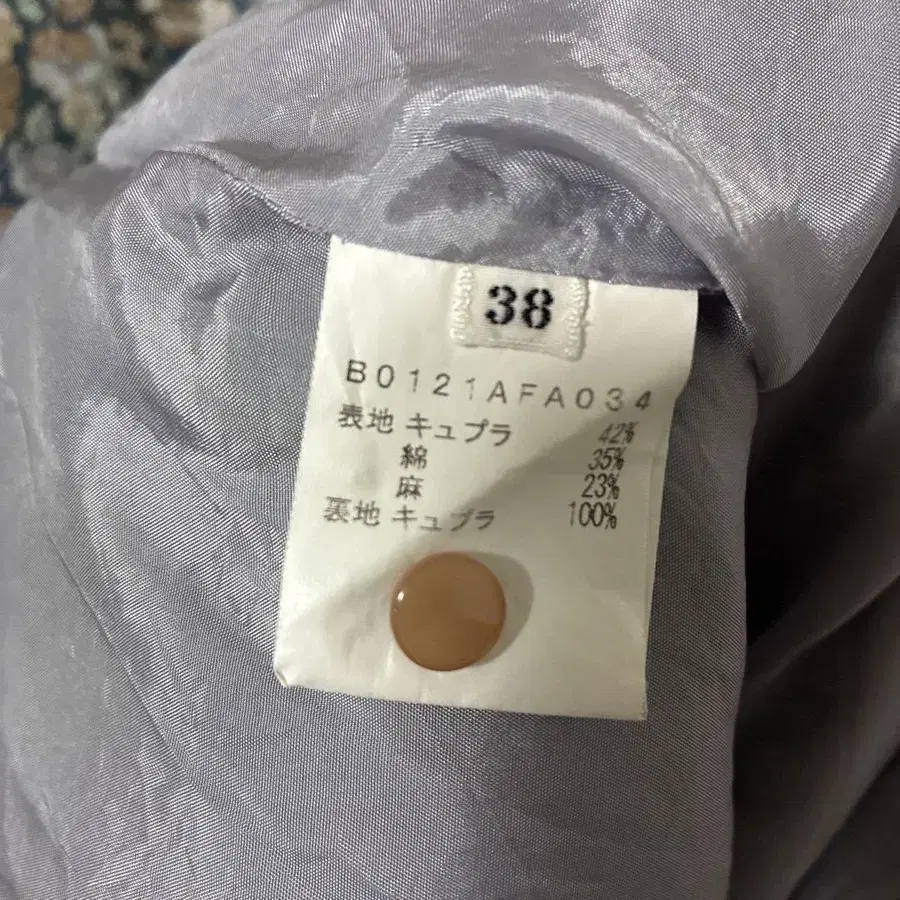 38
B0121AFA034
表地 キュプラ 42%
綿 35%
麻 23%
裏地 キュプラ 100%